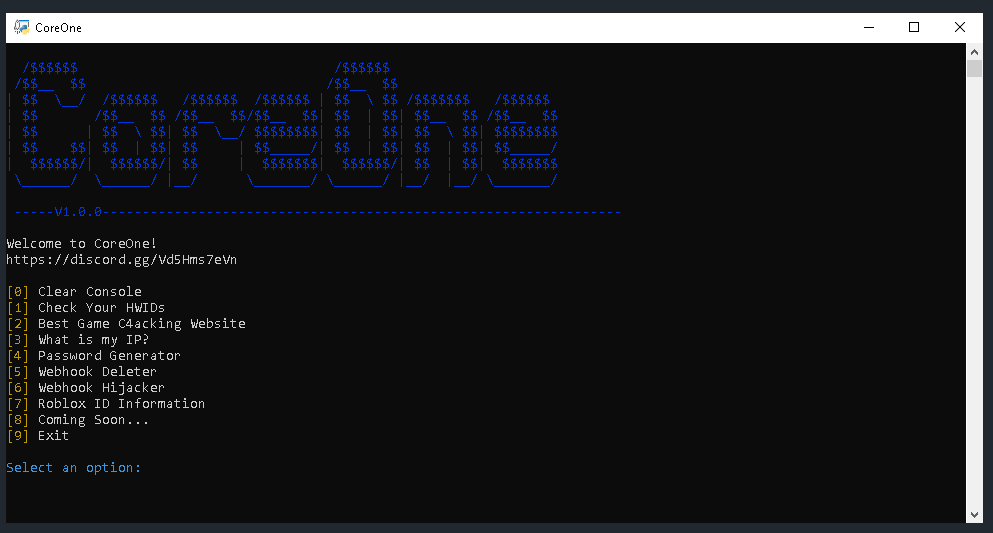 CoreOne
CoreOne
-----V1.0.0-----------------------------------------------------------------
Welcome to CoreOne!
https://discord.gg/Vd5Hms7eVn
[0] Clear Console
[1] Check Your HWIDs
[2] Best Game C4acking Website
[3] What is my IP?
[4] Password Generator
[5] Webhook Deleter
[6] Webhook Hijacker
[7] Roblox ID Information
[8] Coming Soon...
[9] Exit
Select an option: